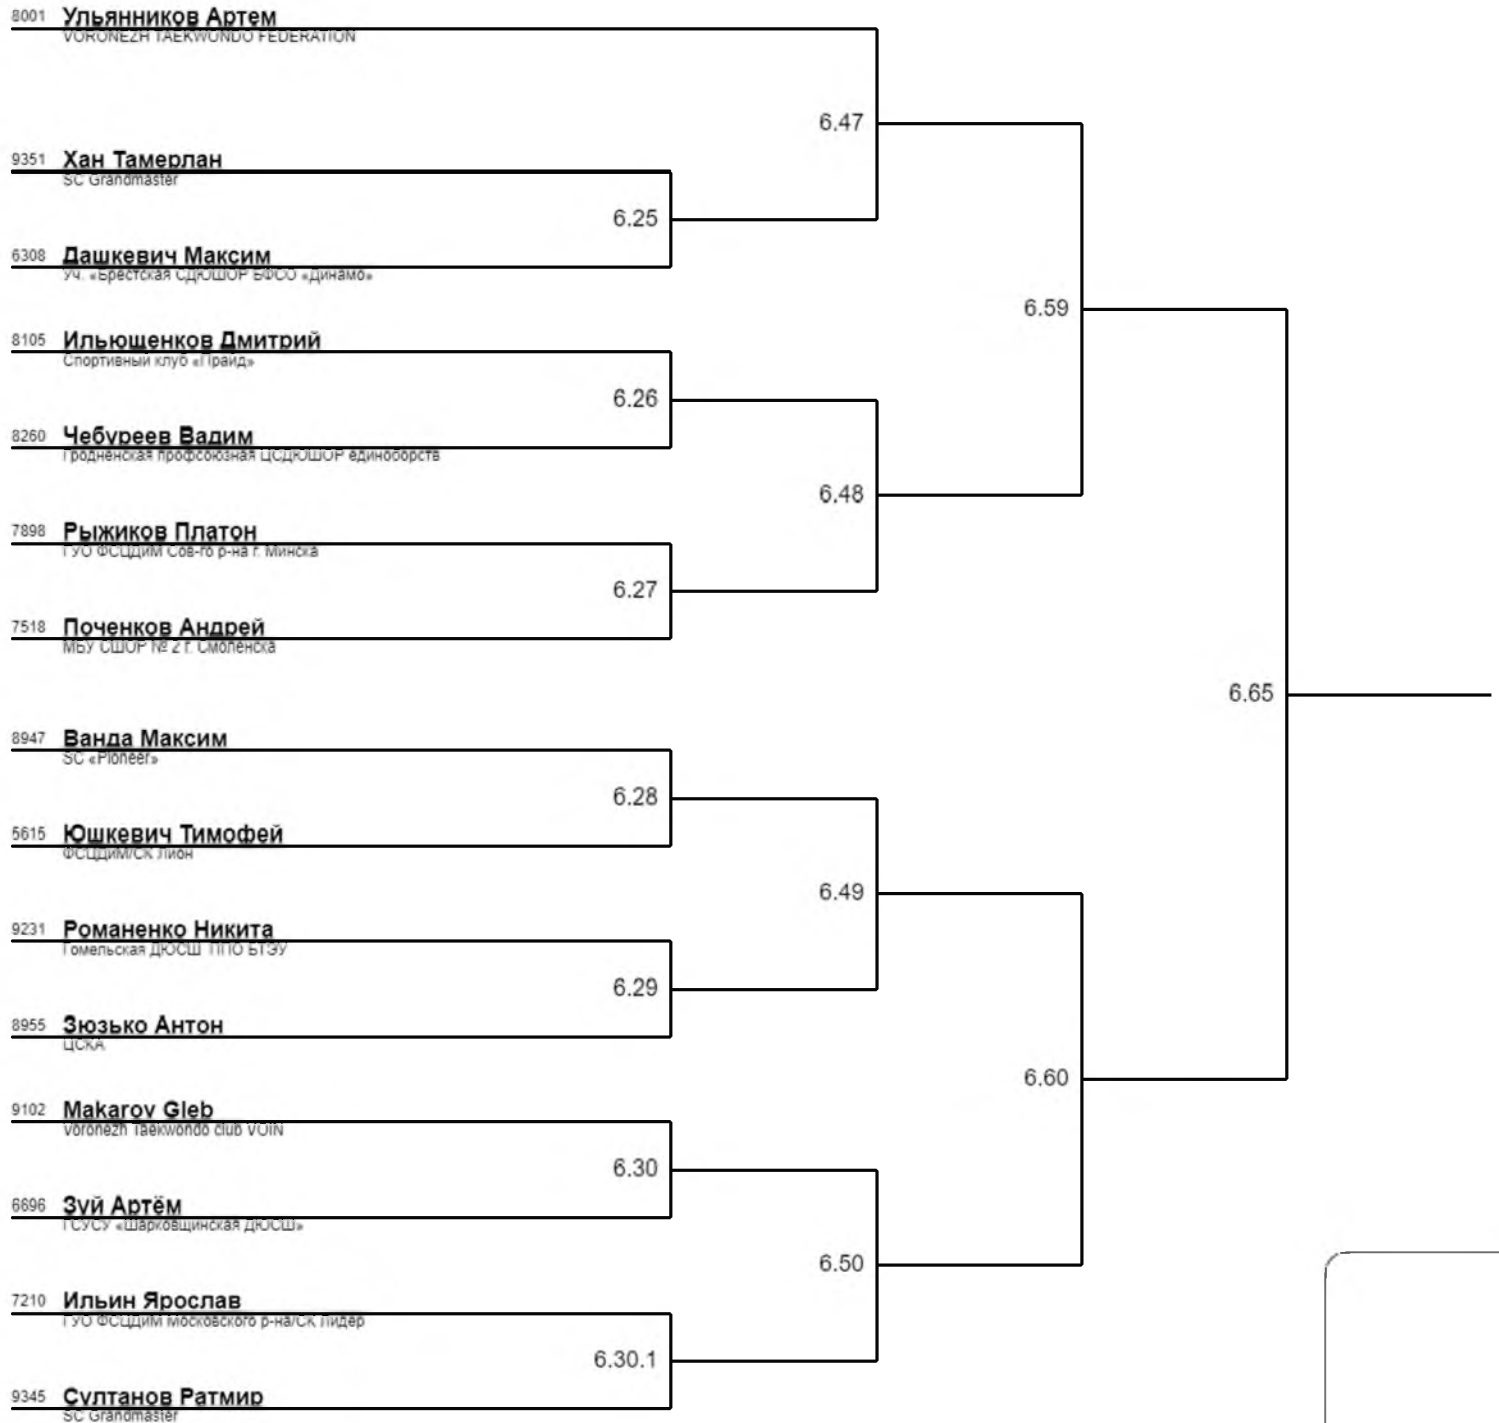 8001 Ульянников Артем
VORONEZH TAEKWONDO FEDERATION
6.47
9351 Хан Тамерлан
SC Grandmaster
6.25
6308 Дашкевич Максим
Уч. «Брестская СДЮШОР БФСО «Динамо»
6.59
8105 Ильющенков Дмитрий
Спортивный клуб «Прайд»
6.26
8260 Чебуреев Вадим
Гродненская профсоюзная ЦСДЮШОР единоборств
6.48
7898 Рыжиков Платон
ГУО ФСЦДиМ Сов-го р-на г. Минска
6.27
7518 Поченков Андрей
МБУ СШОР № 2 г. Смоленска
6.65
8947 Ванда Максим
SC «Pioneer»
6.28
5615 Юшкевич Тимофей
ФСЦДиМ/СК Лион
6.49
9231 Романенко Никита
Гомельская ДЮСШ ППО БТЭУ
6.29
8955 Зюзько Антон
ЦСКА
6.60
9102 Makarov Gleb
Voronezh Taekwondo club VOIN
6.30
6696 Зуй Артём
ГСУСУ «Шарковщинская ДЮСШ»
6.50
7210 Ильин Ярослав
ГУО ФСЦДиМ Московского р-на/СК Лидер
6.30.1
9345 Султанов Ратмир
SC Grandmaster